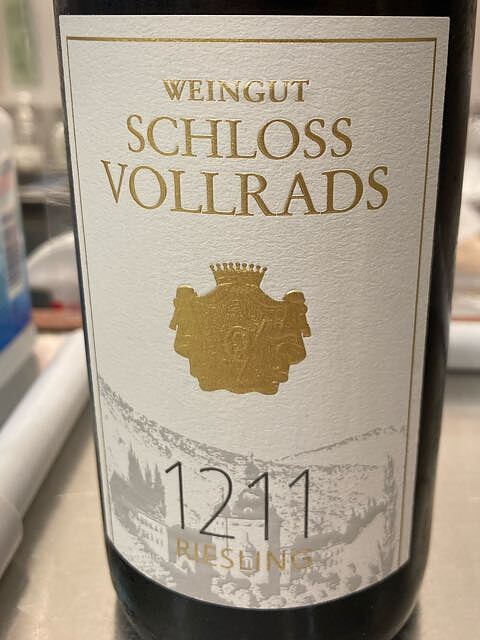 WEINGUT
SCHLOSS
VOLLRADS
1211
RIESLING